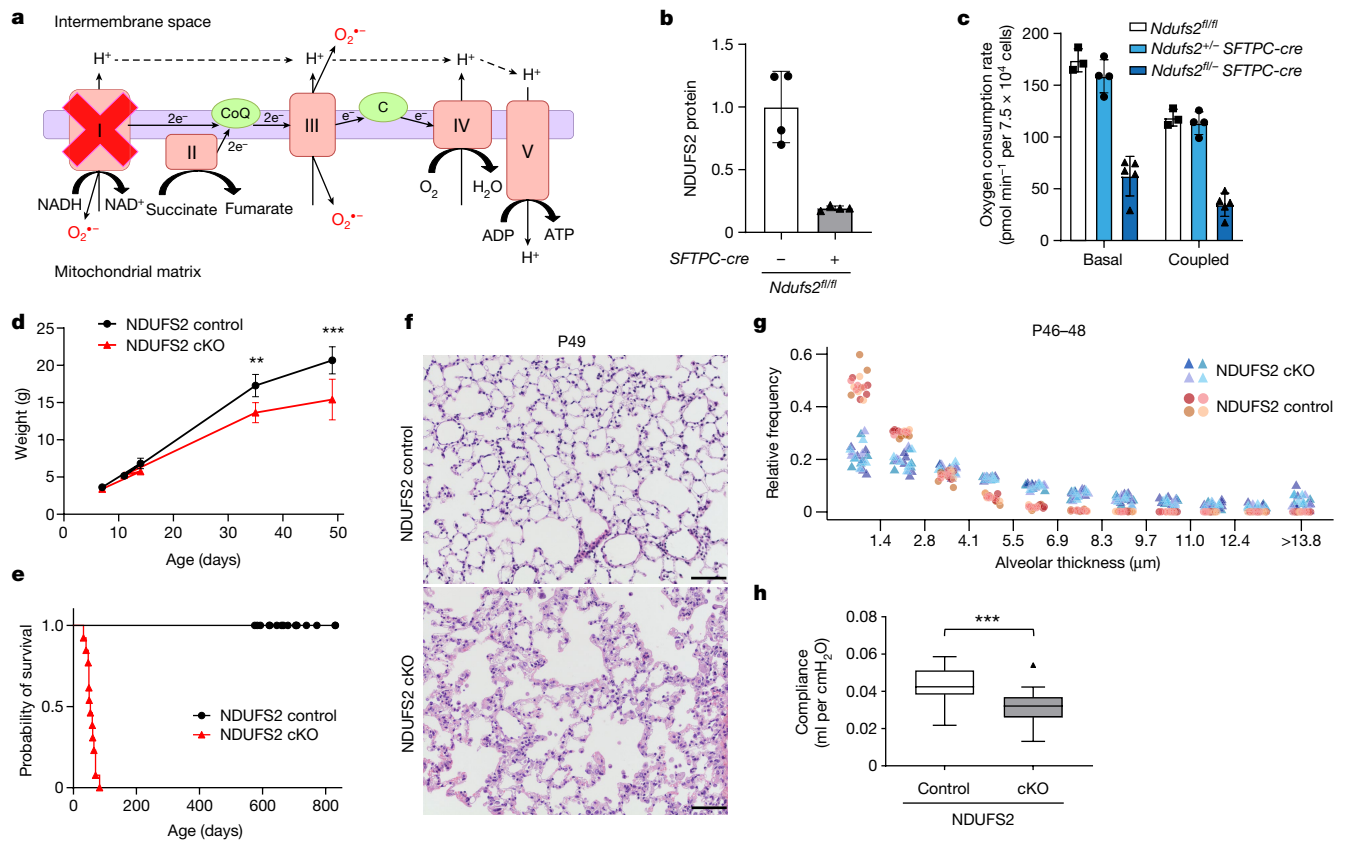 a
Intermembrane space
O₂•−
H⁺
H⁺
H⁺
H⁺
I
2e⁻
CoQ
2e⁻
III
e⁻
C
e⁻
IV
II
2e⁻
V
NADH
NAD⁺
Succinate
Fumarate
O₂
H₂O
O₂•−
O₂•−
ADP
ATP
H⁺
Mitochondrial matrix
b
NDUFS2 protein
1.5
1.0
0.5
0
SFTPC-cre
−
+
Ndufs2fl/fl
c
Ndufs2fl/fl
Ndufs2+/− SFTPC-cre
Ndufs2fl/− SFTPC-cre
Oxygen consumption rate
(pmol min⁻¹ per 7.5 × 10⁴ cells)
200
150
100
50
0
Basal
Coupled
d
NDUFS2 control
NDUFS2 cKO
Weight (g)
25
20
15
10
5
0
**
***
0
10
20
30
40
50
Age (days)
e
Probability of survival
1.0
0.5
0
NDUFS2 control
NDUFS2 cKO
0
200
400
600
800
Age (days)
f
P49
NDUFS2 control
NDUFS2 cKO
g
P46–48
NDUFS2 cKO
NDUFS2 control
Relative frequency
0.6
0.4
0.2
0
1.4
2.8
4.1
5.5
6.9
8.3
9.7
11.0
12.4
>13.8
Alveolar thickness (μm)
h
Compliance
(ml per cmH₂O)
0.08
0.06
0.04
0.02
0
***
Control
cKO
NDUFS2